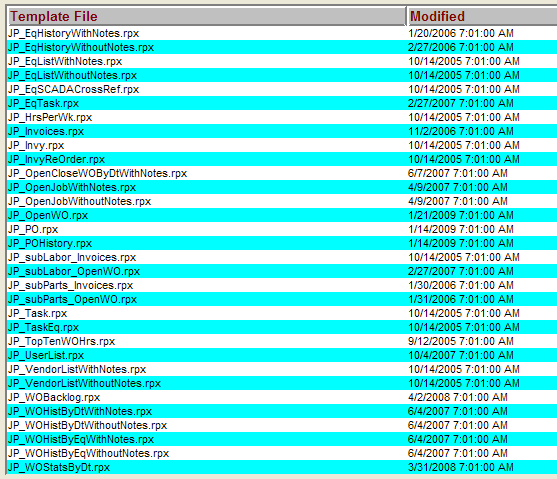 Template File Modified
JP_EqHistoryWithNotes.rpx 1/20/2006 7:01:00 AM
JP_EqHistoryWithoutNotes.rpx 2/27/2006 7:01:00 AM
JP_EqListWithNotes.rpx 10/14/2005 7:01:00 AM
JP_EqListWithoutNotes.rpx 10/14/2005 7:01:00 AM
JP_EqSCADACrossRef.rpx 10/14/2005 7:01:00 AM
JP_EqTask.rpx 2/27/2007 7:01:00 AM
JP_HrsPerWk.rpx 10/14/2005 7:01:00 AM
JP_Invoices.rpx 11/2/2006 7:01:00 AM
JP_Invy.rpx 10/14/2005 7:01:00 AM
JP_InvyReOrder.rpx 10/14/2005 7:01:00 AM
JP_OpenCloseWOByDtWithNotes.rpx 6/7/2007 7:01:00 AM
JP_OpenJobWithNotes.rpx 4/9/2007 7:01:00 AM
JP_OpenJobWithoutNotes.rpx 4/9/2007 7:01:00 AM
JP_OpenWO.rpx 1/21/2009 7:01:00 AM
JP_PO.rpx 1/14/2009 7:01:00 AM
JP_POHistory.rpx 1/14/2009 7:01:00 AM
JP_subLabor_Invoices.rpx 10/14/2005 7:01:00 AM
JP_subLabor_OpenWO.rpx 2/27/2007 7:01:00 AM
JP_subParts_Invoices.rpx 1/30/2006 7:01:00 AM
JP_subParts_OpenWO.rpx 1/31/2006 7:01:00 AM
JP_Task.rpx 10/14/2005 7:01:00 AM
JP_TaskEq.rpx 10/14/2005 7:01:00 AM
JP_TopTenWOHrs.rpx 9/12/2005 7:01:00 AM
JP_UserList.rpx 10/4/2007 7:01:00 AM
JP_VendorListWithNotes.rpx 10/14/2005 7:01:00 AM
JP_VendorListWithoutNotes.rpx 10/14/2005 7:01:00 AM
JP_WOBacklog.rpx 4/2/2008 7:01:00 AM
JP_WOHistByDtWithNotes.rpx 6/4/2007 7:01:00 AM
JP_WOHistByDtWithoutNotes.rpx 6/4/2007 7:01:00 AM
JP_WOHistByEqWithNotes.rpx 6/4/2007 7:01:00 AM
JP_WOHistByEqWithoutNotes.rpx 6/4/2007 7:01:00 AM
JP_WOStatsByDt.rpx 3/31/2008 7:01:00 AM